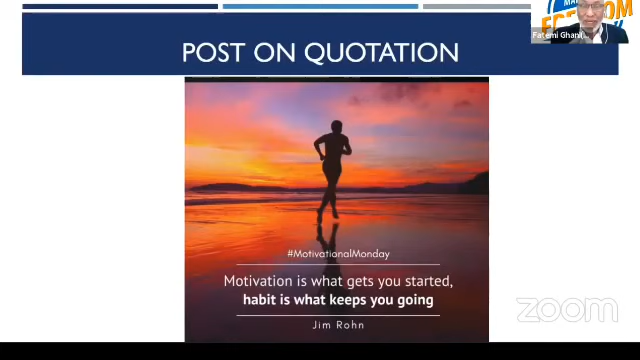 POST ON QUOTATION
Fatemi Ghani
#MotivationalMonday
Motivation is what gets you started,
habit is what keeps you going
Jim Rohn
zoom